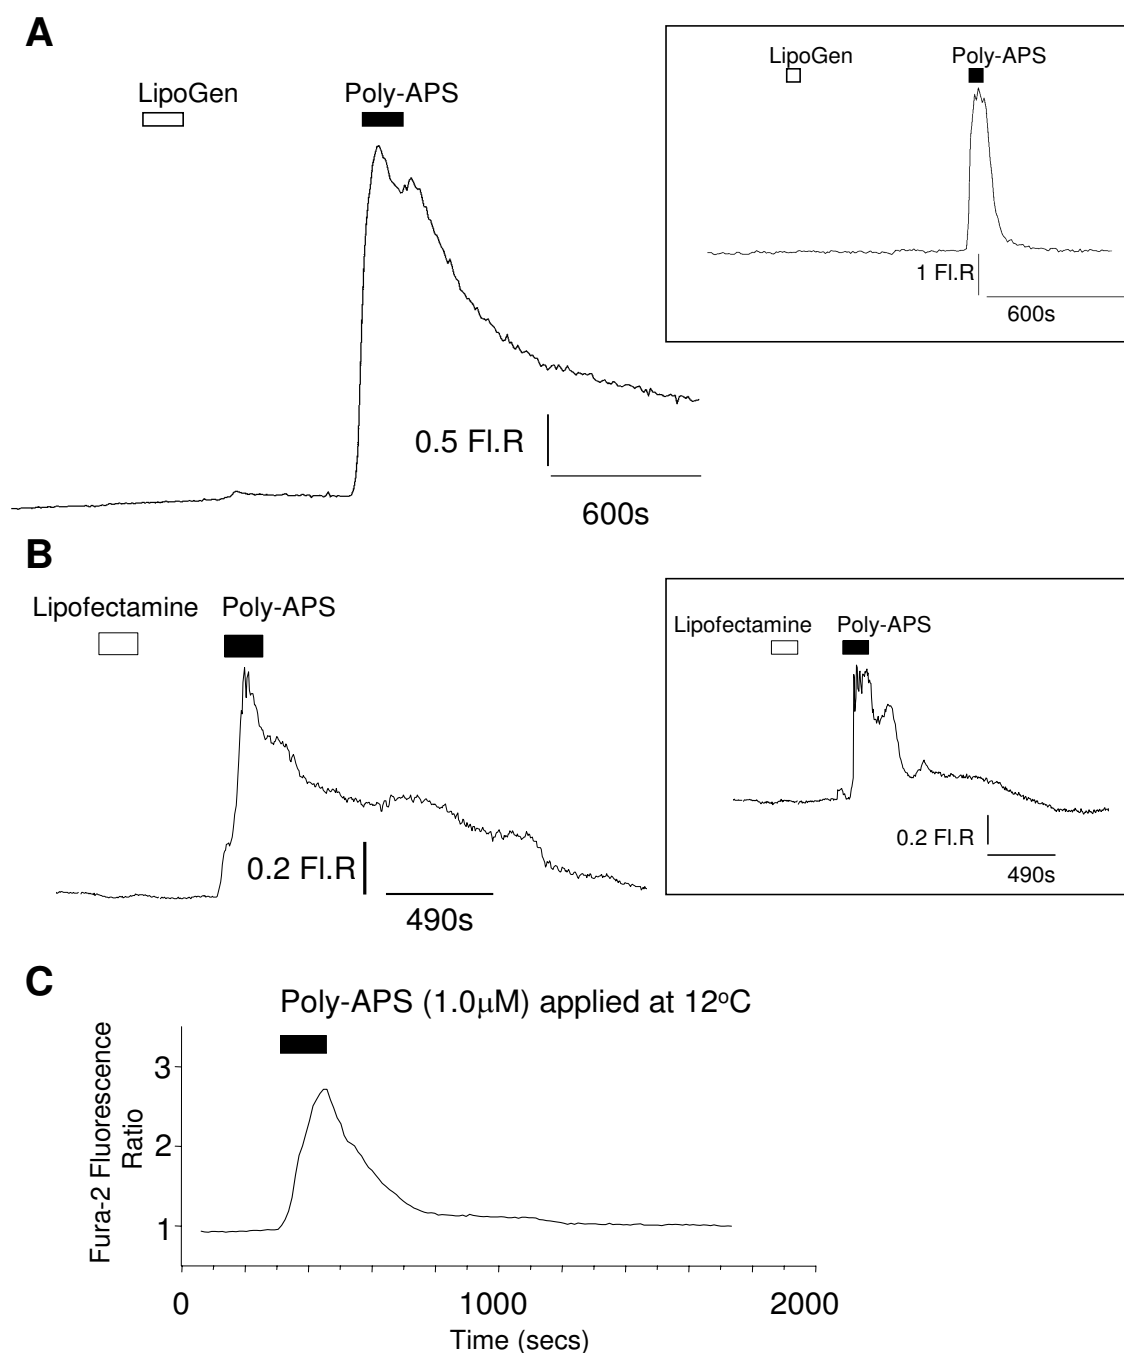 A
LipoGen Poly-APS
0.5 Fl.R
600s
LipoGen Poly-APS
1 Fl.R
600s
B
Lipofectamine Poly-APS
0.2 Fl.R
490s
Lipofectamine Poly-APS
0.2 Fl.R
490s
C
Poly-APS (1.0μM) applied at 12°C
Fura-2 Fluorescence
Ratio
3
2
1
0 1000 2000
Time (secs)